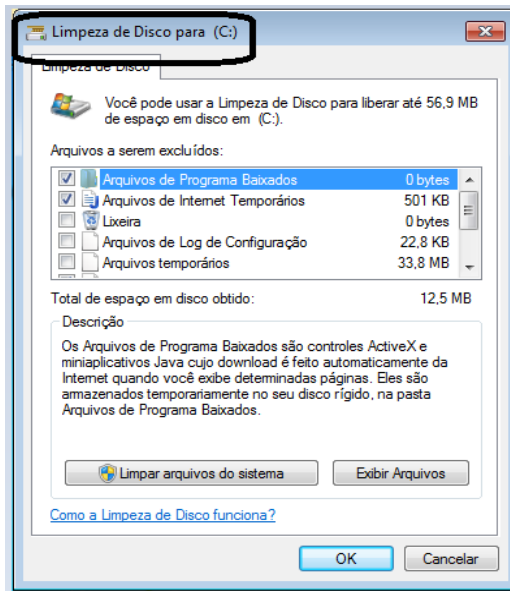 Limpeza de Disco para (C:)
Limpeza de Disco
Você pode usar a Limpeza de Disco para liberar até 56,9 MB
de espaço em disco em (C:).
Arquivos a serem excluídos:
Arquivos de Programa Baixados 0 bytes
Arquivos de Internet Temporários 501 KB
Lixeira 0 bytes
Arquivos de Log de Configuração 22,8 KB
Arquivos temporários 33,8 MB
Total de espaço em disco obtido: 12,5 MB
Descrição
Os Arquivos de Programa Baixados são controles ActiveX e
miniaplicativos Java cujo download é feito automaticamente da
Internet quando você exibe determinadas páginas. Eles são
armazenados temporariamente no seu disco rígido, na pasta
Arquivos de Programa Baixados.
Limpar arquivos do sistema Exibir Arquivos
Como a Limpeza de Disco funciona?
OK Cancelar